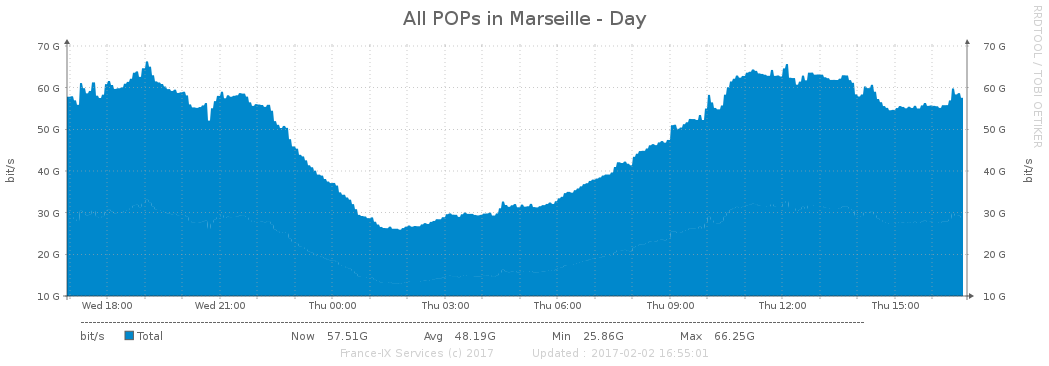 All POPs in Marseille - Day
RRDTOOL / TOBI OETIKER
70 G 70 G
60 G 60 G
50 G 50 G
40 G 40 G
30 G 30 G
20 G 20 G
10 G 10 G
bit/s
bit/s
Wed 18:00 Wed 21:00 Thu 00:00 Thu 03:00 Thu 06:00 Thu 09:00 Thu 12:00 Thu 15:00
bit/s Total Now 57.51G Avg 48.19G Min 25.86G Max 66.25G
France-IX Services (c) 2017 Updated : 2017-02-02 16:55:01